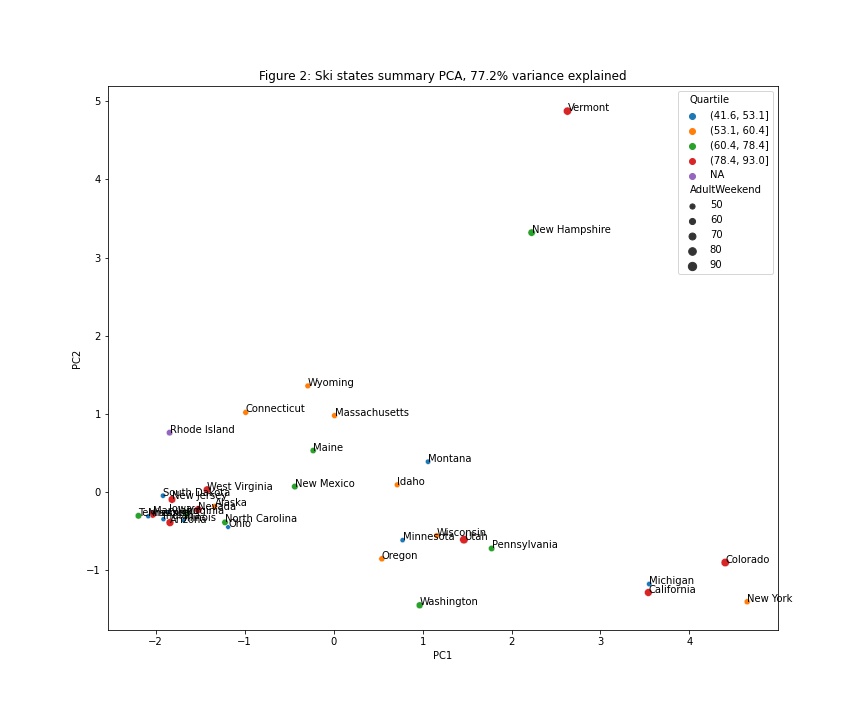 Figure 2: Ski states summary PCA, 77.2% variance explained
Quartile
(41.6, 53.1]
(53.1, 60.4]
(60.4, 78.4]
(78.4, 93.0]
NA
AdultWeekend
50
60
70
80
90
5
4
3
2
1
0
−1
PC2
Vermont
New Hampshire
Wyoming
Connecticut
Massachusetts
Rhode Island
Maine
Montana
New Mexico
Idaho
West Virginia
South Dakota
New Jersey
Alaska
Nevada
Iowa
Arizona
North Carolina
Ohio
Wisconsin
Minnesota
Utah
Pennsylvania
Oregon
Colorado
Michigan
California
New York
Washington
−2
−1
0
1
2
3
4
PC1